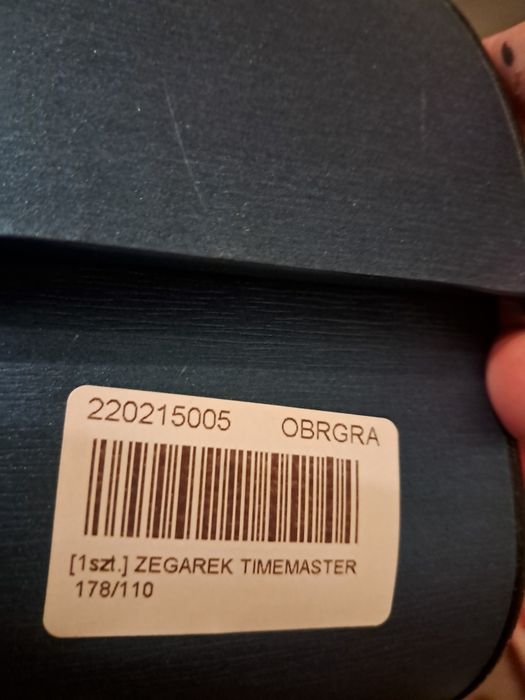 220215005 OBRGRA
[1szt.] ZEGAREK TIMEMASTER
178/110